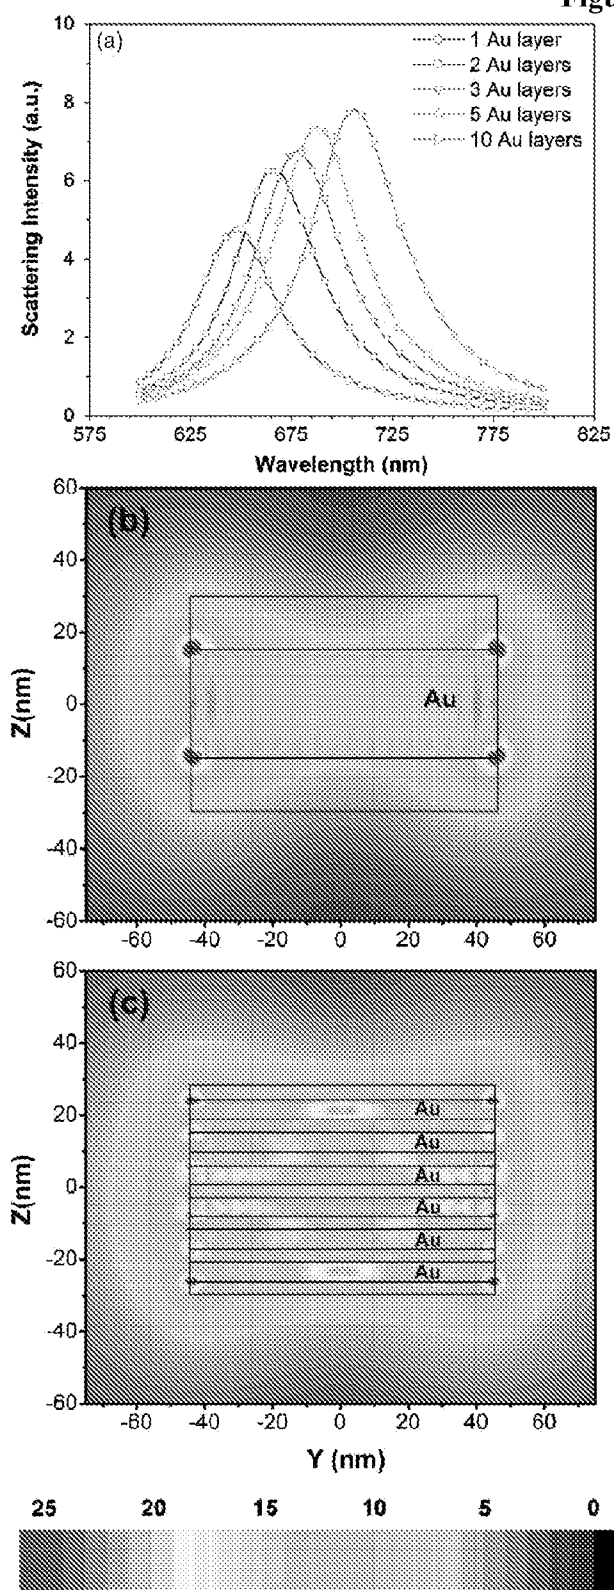 Figu
10
(a)
1 Au layer
2 Au layers
3 Au layers
5 Au layers
10 Au layers
8
6
4
2
0
Scattering Intensity (a.u.)
575 625 675 725 775 825
Wavelength (nm)
60
(b)
40
20
0
-20
-40
-60
Z(nm)
Au
-60 -40 -20 0 20 40 60
60
(c)
40
20
0
-20
-40
-60
Z(nm)
Au
Au
Au
Au
Au
Au
-60 -40 -20 0 20 40 60
Y (nm)
25 20 15 10 5 0